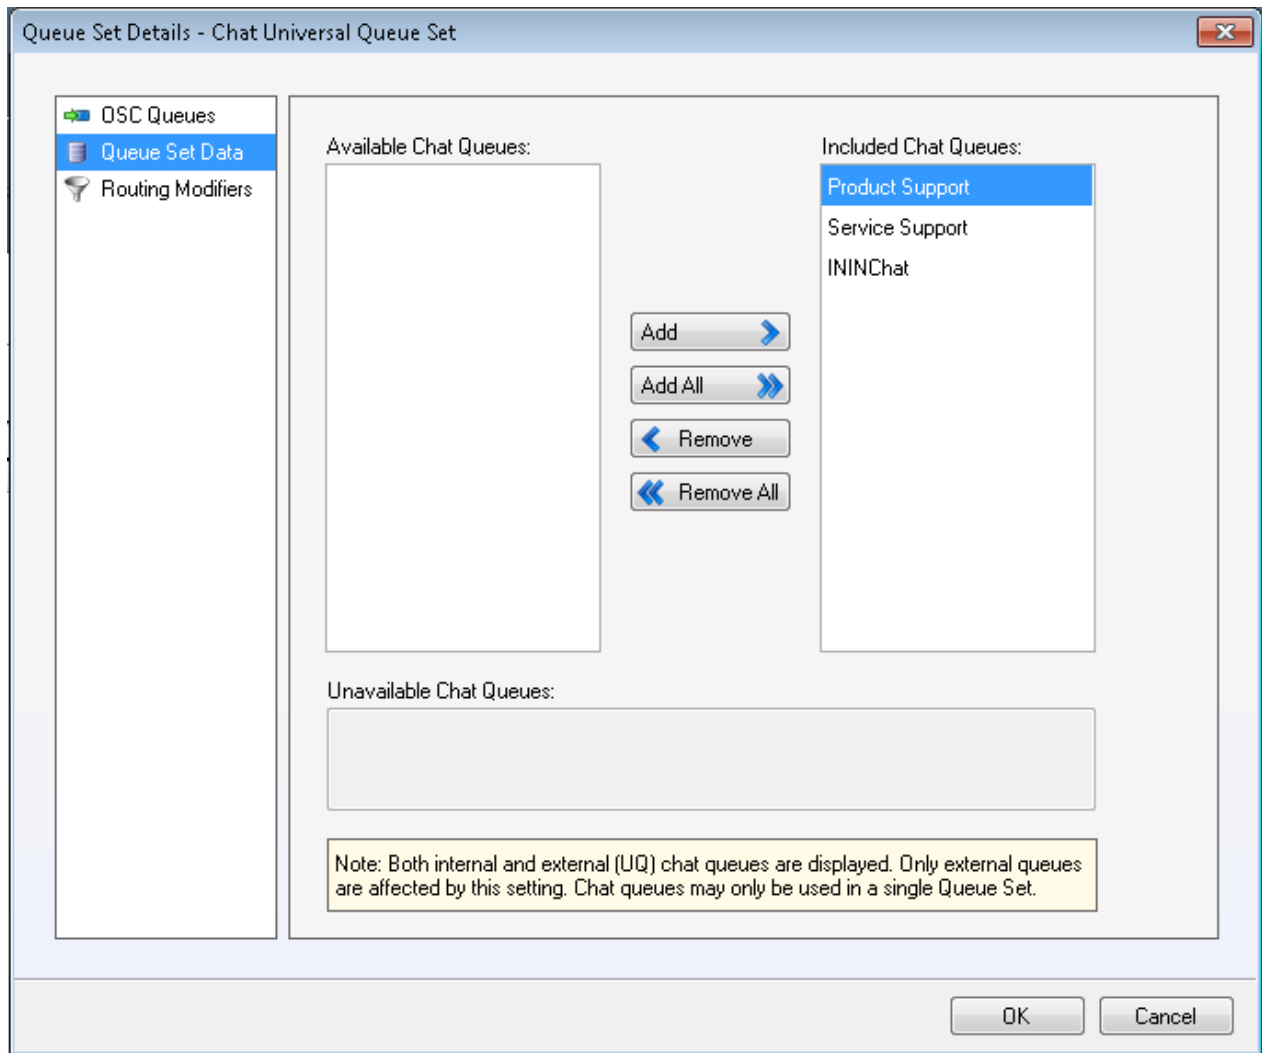 Queue Set Details - Chat Universal Queue Set
OSC Queues
Queue Set Data
Routing Modifiers
Available Chat Queues:
Included Chat Queues:
Product Support
Service Support
ININChat
Add
Add All
Remove
Remove All
Unavailable Chat Queues:
Note: Both internal and external (UQ) chat queues are displayed. Only external queues
are affected by this setting. Chat queues may only be used in a single Queue Set.
OK
Cancel